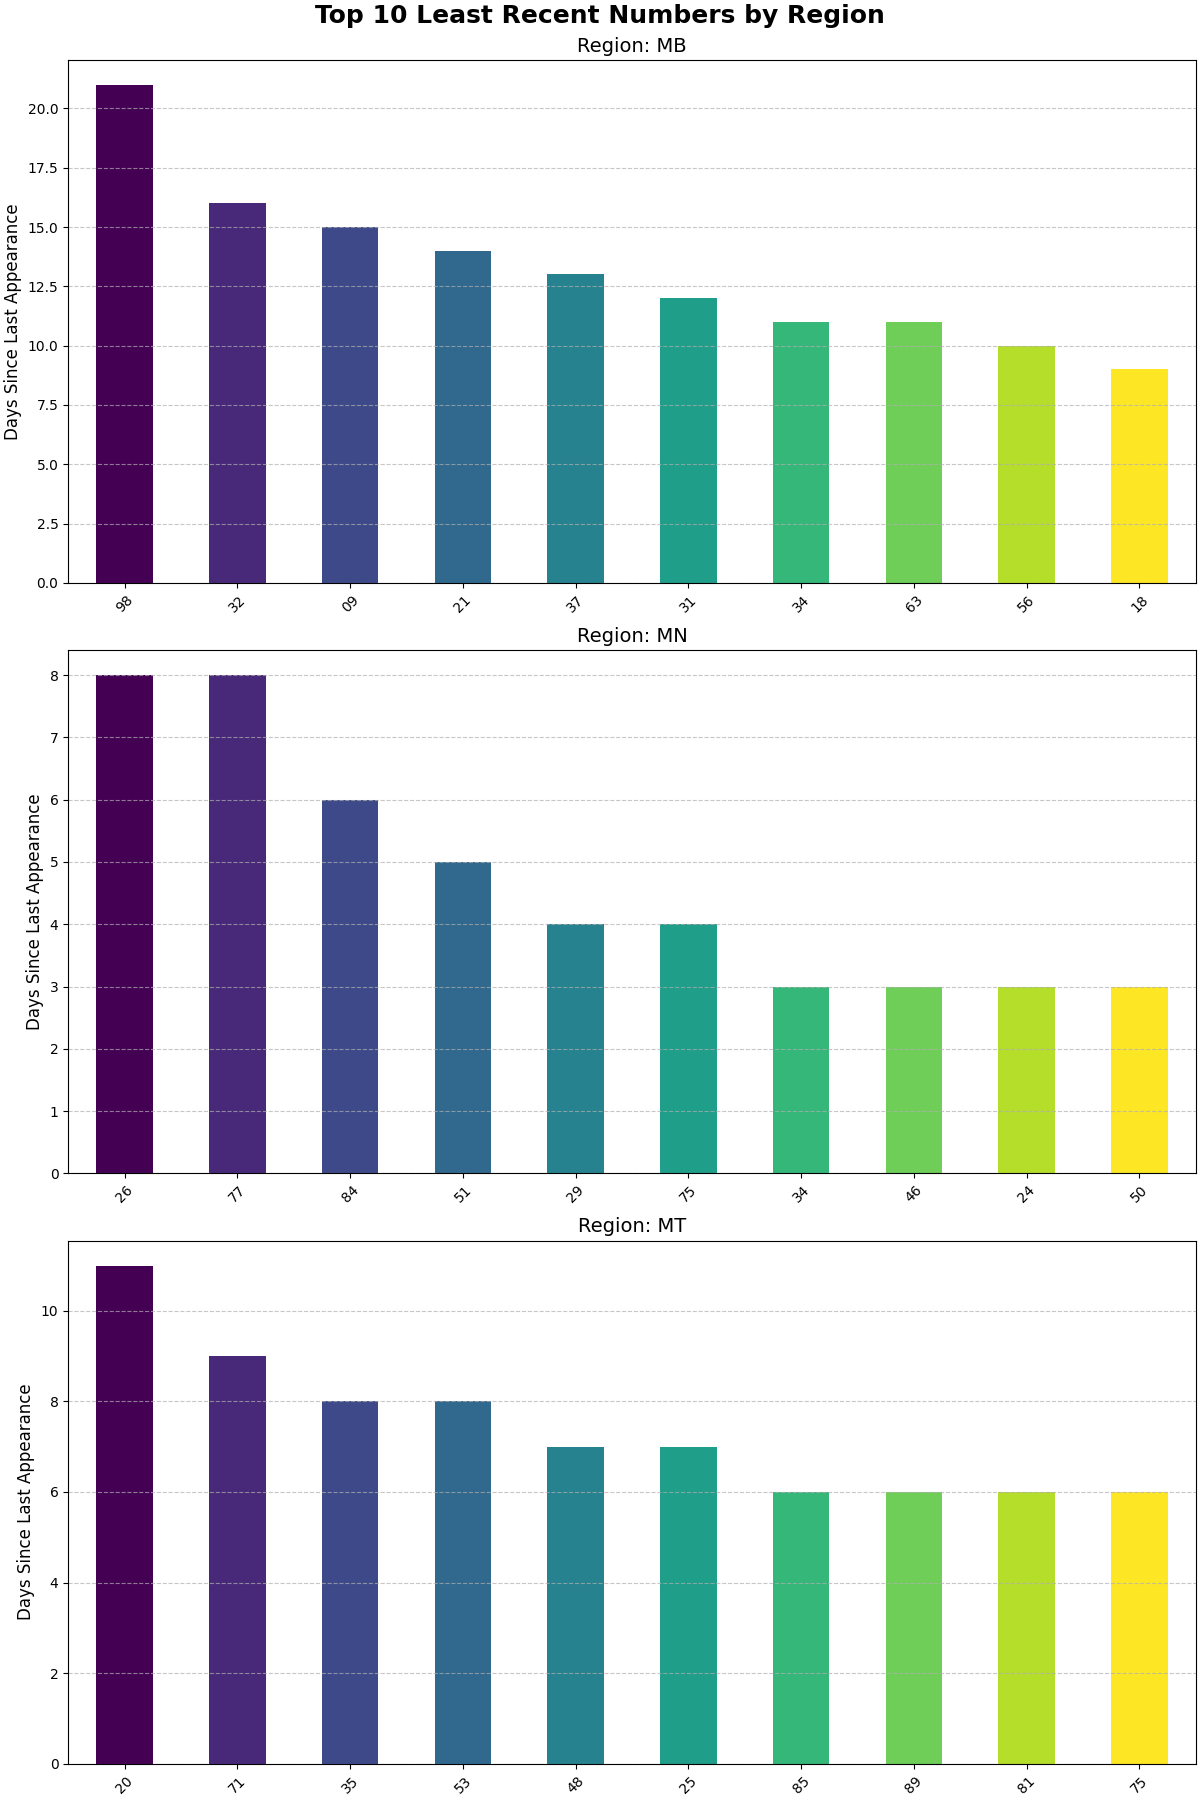 Top 10 Least Recent Numbers by Region
Region: MB
Days Since Last Appearance
20.0
17.5
15.0
12.5
10.0
7.5
5.0
2.5
0.0
98 32 09 21 37 31 34 63 56 18
Region: MN
Days Since Last Appearance
8
7
6
5
4
3
2
1
0
26 77 84 51 29 75 34 46 24 50
Region: MT
Days Since Last Appearance
10
8
6
4
2
0
20 71 35 53 48 25 85 89 81 75